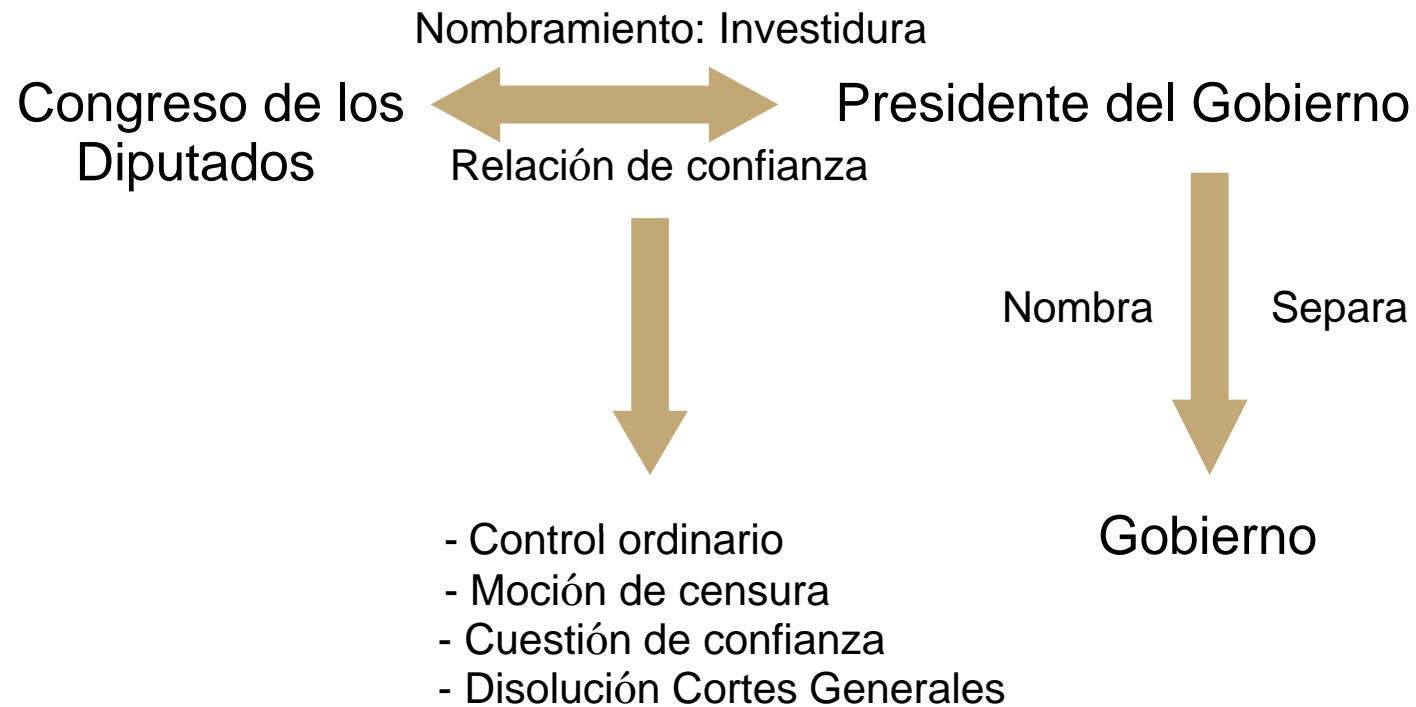 Nombramiento: Investidura
Congreso de los
Diputados
Presidente del Gobierno
Relación de confianza
Nombra
Separa
- Control ordinario
- Moción de censura
- Cuestión de confianza
- Disolución Cortes Generales
Gobierno